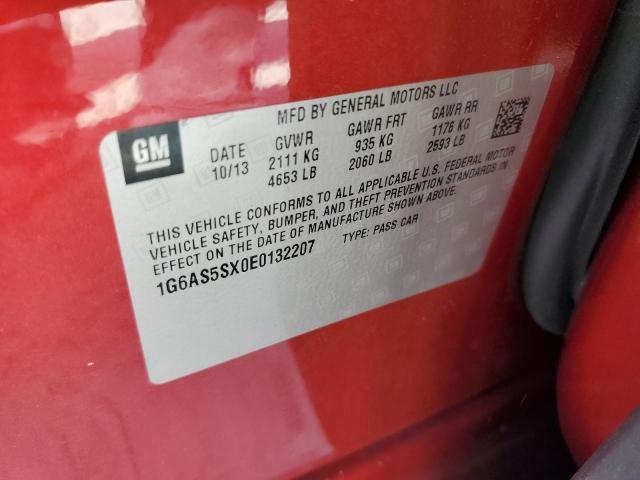 MFD BY GENERAL MOTORS LLC
GM
DATE GVWR GAWR FRT GAWR RR
10/13 2111 KG 935 KG 1176 KG
4653 LB 2060 LB 2593 LB
THIS VEHICLE CONFORMS TO ALL APPLICABLE U.S. FEDERAL MOTOR
VEHICLE SAFETY, BUMPER, AND THEFT PREVENTION STANDARDS IN
EFFECT ON THE DATE OF MANUFACTURE SHOWN ABOVE.
1G6AS5SX0E0132207 TYPE: PASS CAR